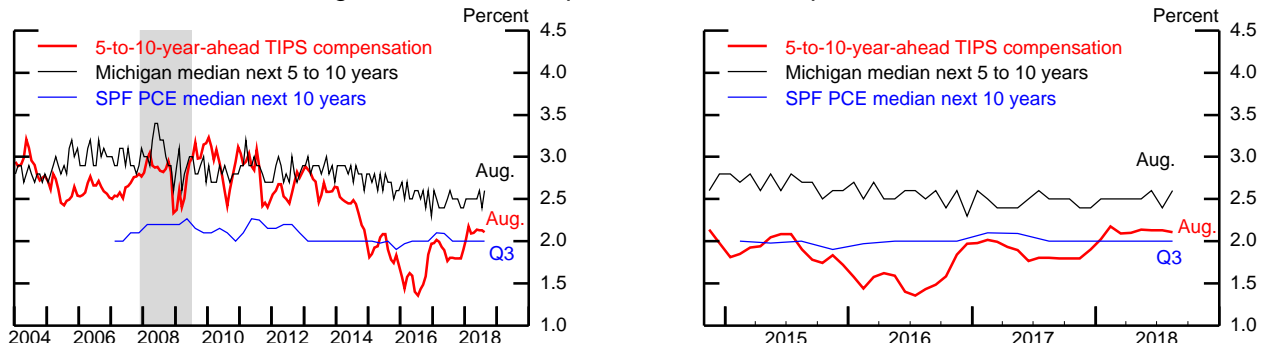 Percent
4.5
5-to-10-year-ahead TIPS compensation
4.0
Michigan median next 5 to 10 years
SPF PCE median next 10 years
3.5
3.0
Aug.
2.5
Aug.
2.0
Q3
1.5
1.0
2004 2006 2008 2010 2012 2014 2016 2018
Percent
4.5
5-to-10-year-ahead TIPS compensation
4.0
Michigan median next 5 to 10 years
SPF PCE median next 10 years
3.5
3.0
Aug.
2.5
Aug.
2.0
Q3
1.5
1.0
2015 2016 2017 2018